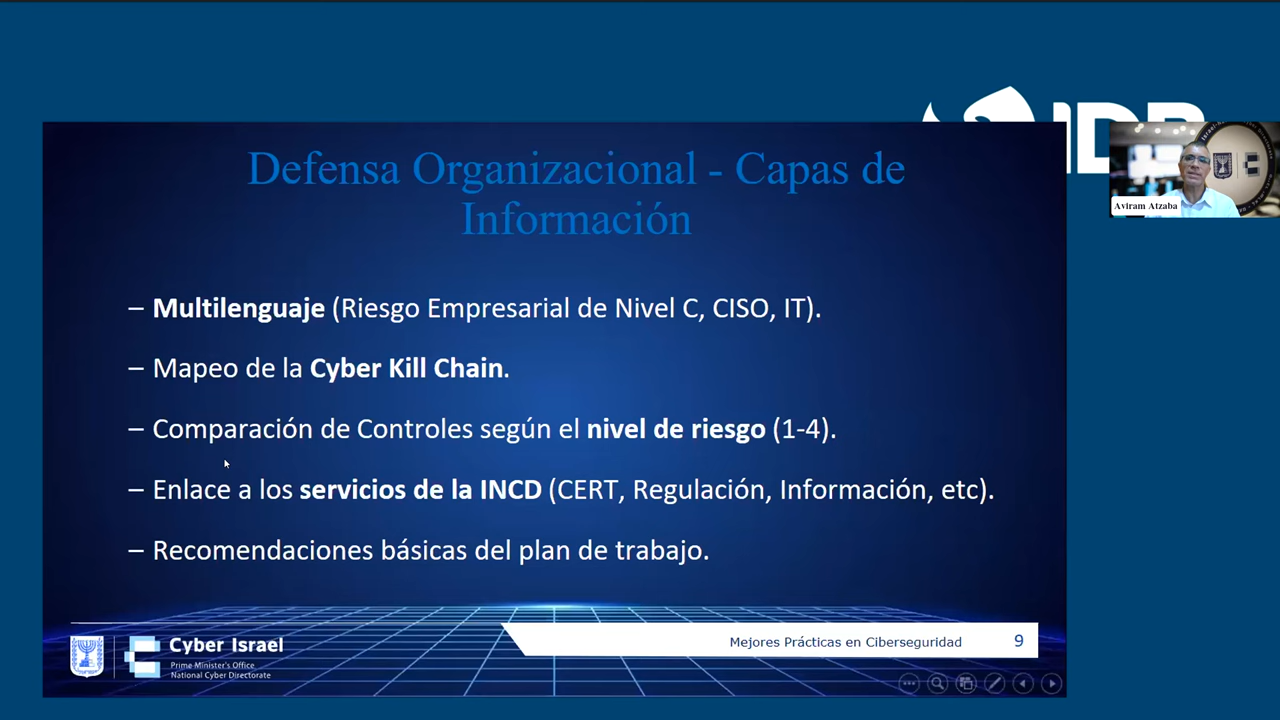 IDB
Aviram Atzaba
Defensa Organizacional - Capas de
Información
– Multilenguaje (Riesgo Empresarial de Nivel C, CISO, IT).
– Mapeo de la Cyber Kill Chain.
– Comparación de Controles según el nivel de riesgo (1-4).
– Enlace a los servicios de la INCD (CERT, Regulación, Información, etc).
– Recomendaciones básicas del plan de trabajo.
Cyber Israel
Prime Minister's Office
National Cyber Directorate
Mejores Prácticas en Ciberseguridad 9